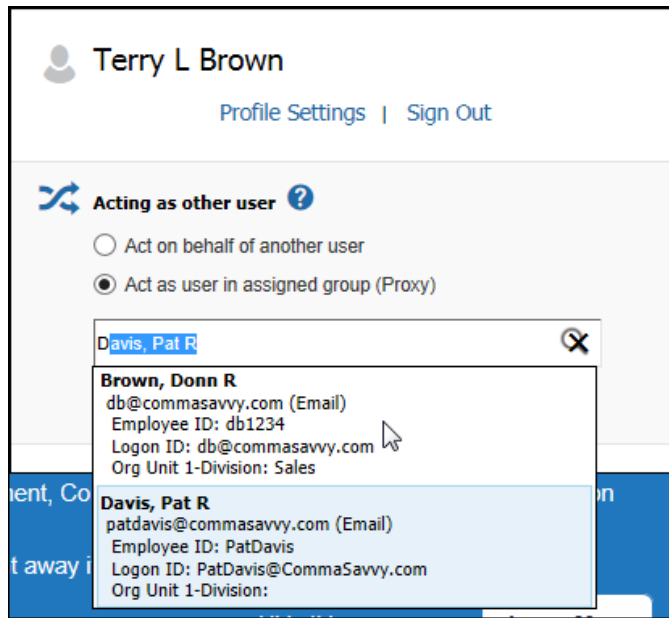 Terry L Brown
Profile Settings | Sign Out
Acting as other user ?
Act on behalf of another user
Act as user in assigned group (Proxy)
Davis, Pat R
Brown, Donn R
db@commasavvy.com (Email)
Employee ID: db1234
Logon ID: db@commasavvy.com
Org Unit 1-Division: Sales
Davis, Pat R
patdavis@commasavvy.com (Email)
Employee ID: PatDavis
Logon ID: PatDavis@CommaSavvy.com
Org Unit 1-Division:
ment, Co
t away i